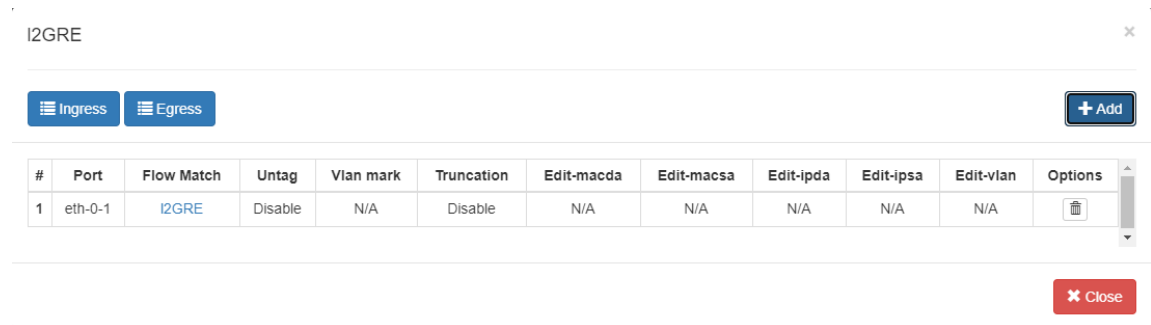 l2GRE
×
Ingress Egress
Add
# Port Flow Match Untag Vlan mark Truncation Edit-macda Edit-macsa Edit-ipda Edit-ipsa Edit-vlan Options
1 eth-0-1 l2GRE Disable N/A Disable N/A N/A N/A N/A N/A
Close